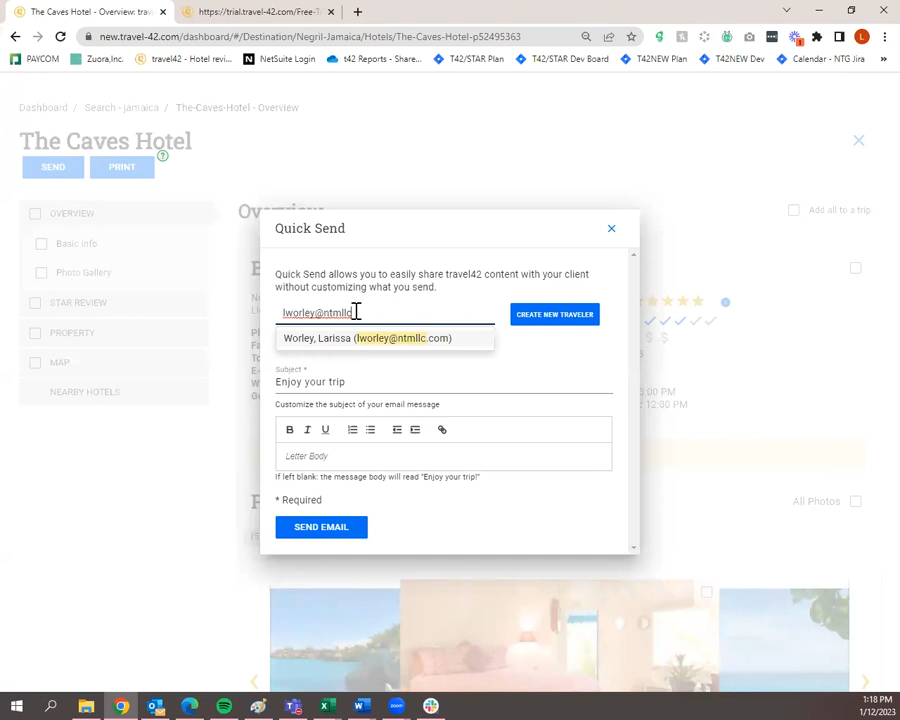 The Caves Hotel - Overview: trav
https://trial.travel-42.com/Free-T
new.travel-42.com/dashboard/#/Destination/Negril-Jamaica/Hotels/The-Caves-Hotel-p52495363
PAYCOM
Zuora,Inc.
travel42 - Hotel revi...
NetSuite Login
t42 Reports - Share...
T42/STAR Plan
T42/STAR Dev Board
T42NEW Plan
T42NEW Dev
Calendar - NTG Jira
Dashboard / Search - jamaica / The-Caves-Hotel - Overview
The Caves Hotel
SEND
PRINT
OVERVIEW
Basic info
Photo Gallery
STAR REVIEW
PROPERTY
MAP
NEARBY HOTELS
Overview
Add all to a trip
Quick Send
Quick Send allows you to easily share travel42 content with your client
without customizing what you send.
lworley@ntmllc
CREATE NEW TRAVELER
Worley, Larissa (lworley@ntmllc.com)
Subject *
Enjoy your trip
Customize the subject of your email message
B I U
Letter Body
If left blank: the message body will read "Enjoy your trip!"
* Required
SEND EMAIL
$ $
12:00 PM
All Photos
1:18 PM
1/12/2023